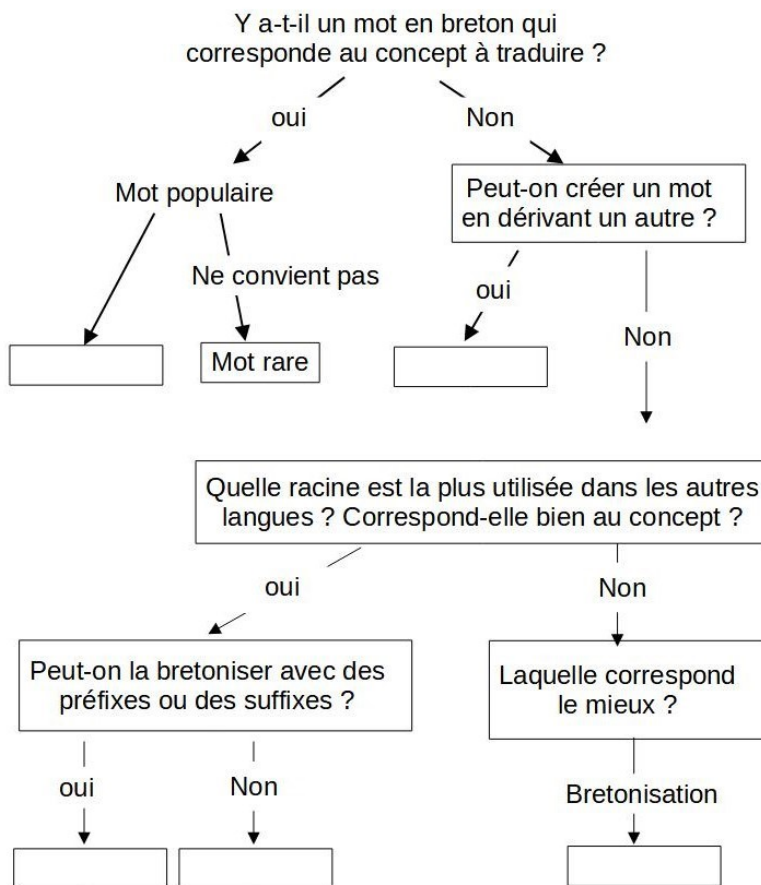 Y a-t-il un mot en breton qui
corresponde au concept à traduire ?
oui
Non
Mot populaire
Peut-on créer un mot
en dérivant un autre ?
Ne convient pas
oui
Non
Mot rare
Quelle racine est la plus utilisée dans les autres
langues ? Correspond-elle bien au concept ?
oui
Non
Peut-on la bretoniser avec des
préfixes ou des suffixes ?
Laquelle correspond
le mieux ?
oui
Non
Bretonisation